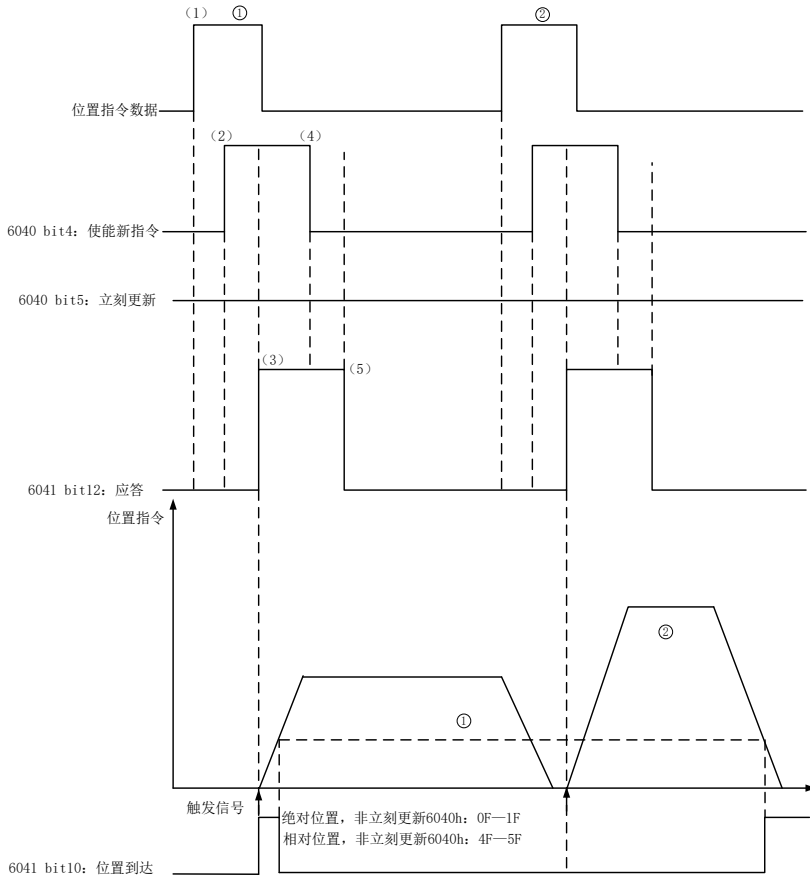 （1） ① ②
位置指令数据
（2） （4）
6040 bit4：使能新指令
6040 bit5：立刻更新
（3） （5）
6041 bit12：应答
位置指令
②
①
触发信号
绝对位置，非立刻更新6040h：0F—1F
相对位置，非立刻更新6040h：4F—5F
6041 bit10：位置到达